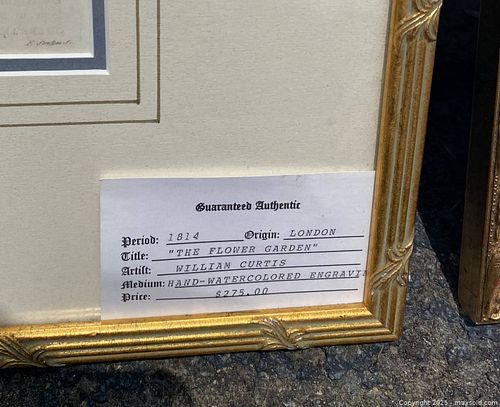 Guaranteed Authentic
Period: 1814 Origin: LONDON
Title: "THE FLOWER GARDEN"
Artist: WILLIAM CURTIS
Medium: HAND-WATERCOLORED ENGRAVI
Price: $275.00
Copyright 2025 - maxsold.com